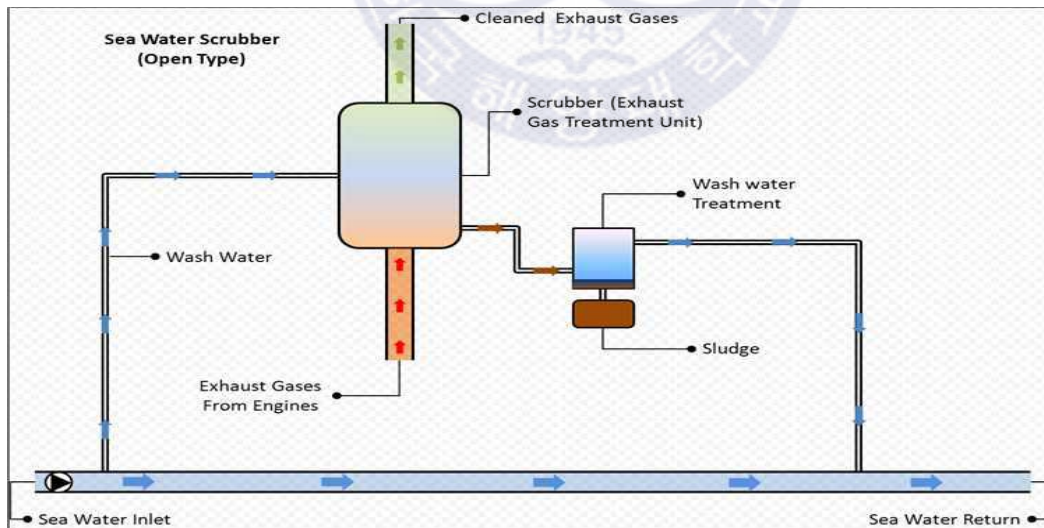 Cleaned Exhaust Gases
1945
Sea Water Scrubber
(Open Type)
Scrubber (Exhaust
Gas Treatment Unit)
Wash water
Treatment
Wash Water
Sludge
Exhaust Gases
From Engines
Sea Water Inlet
Sea Water Return